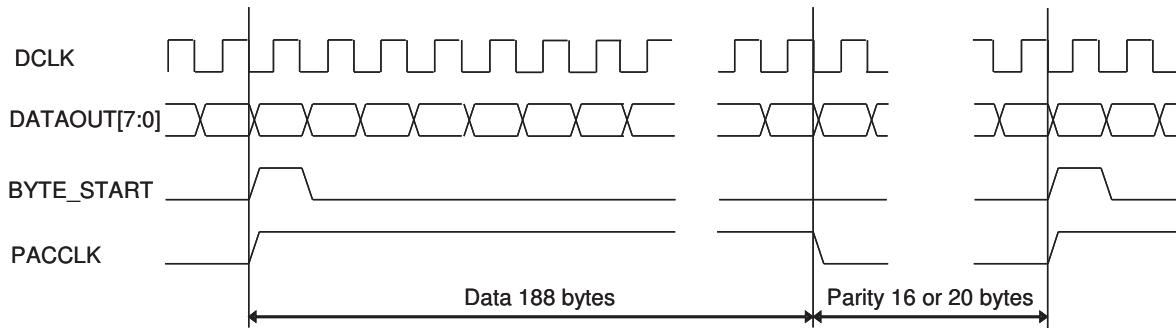 DCLK
DATAOUT[7:0]
BYTE_START
PACCLK
Data 188 bytes
Parity 16 or 20 bytes